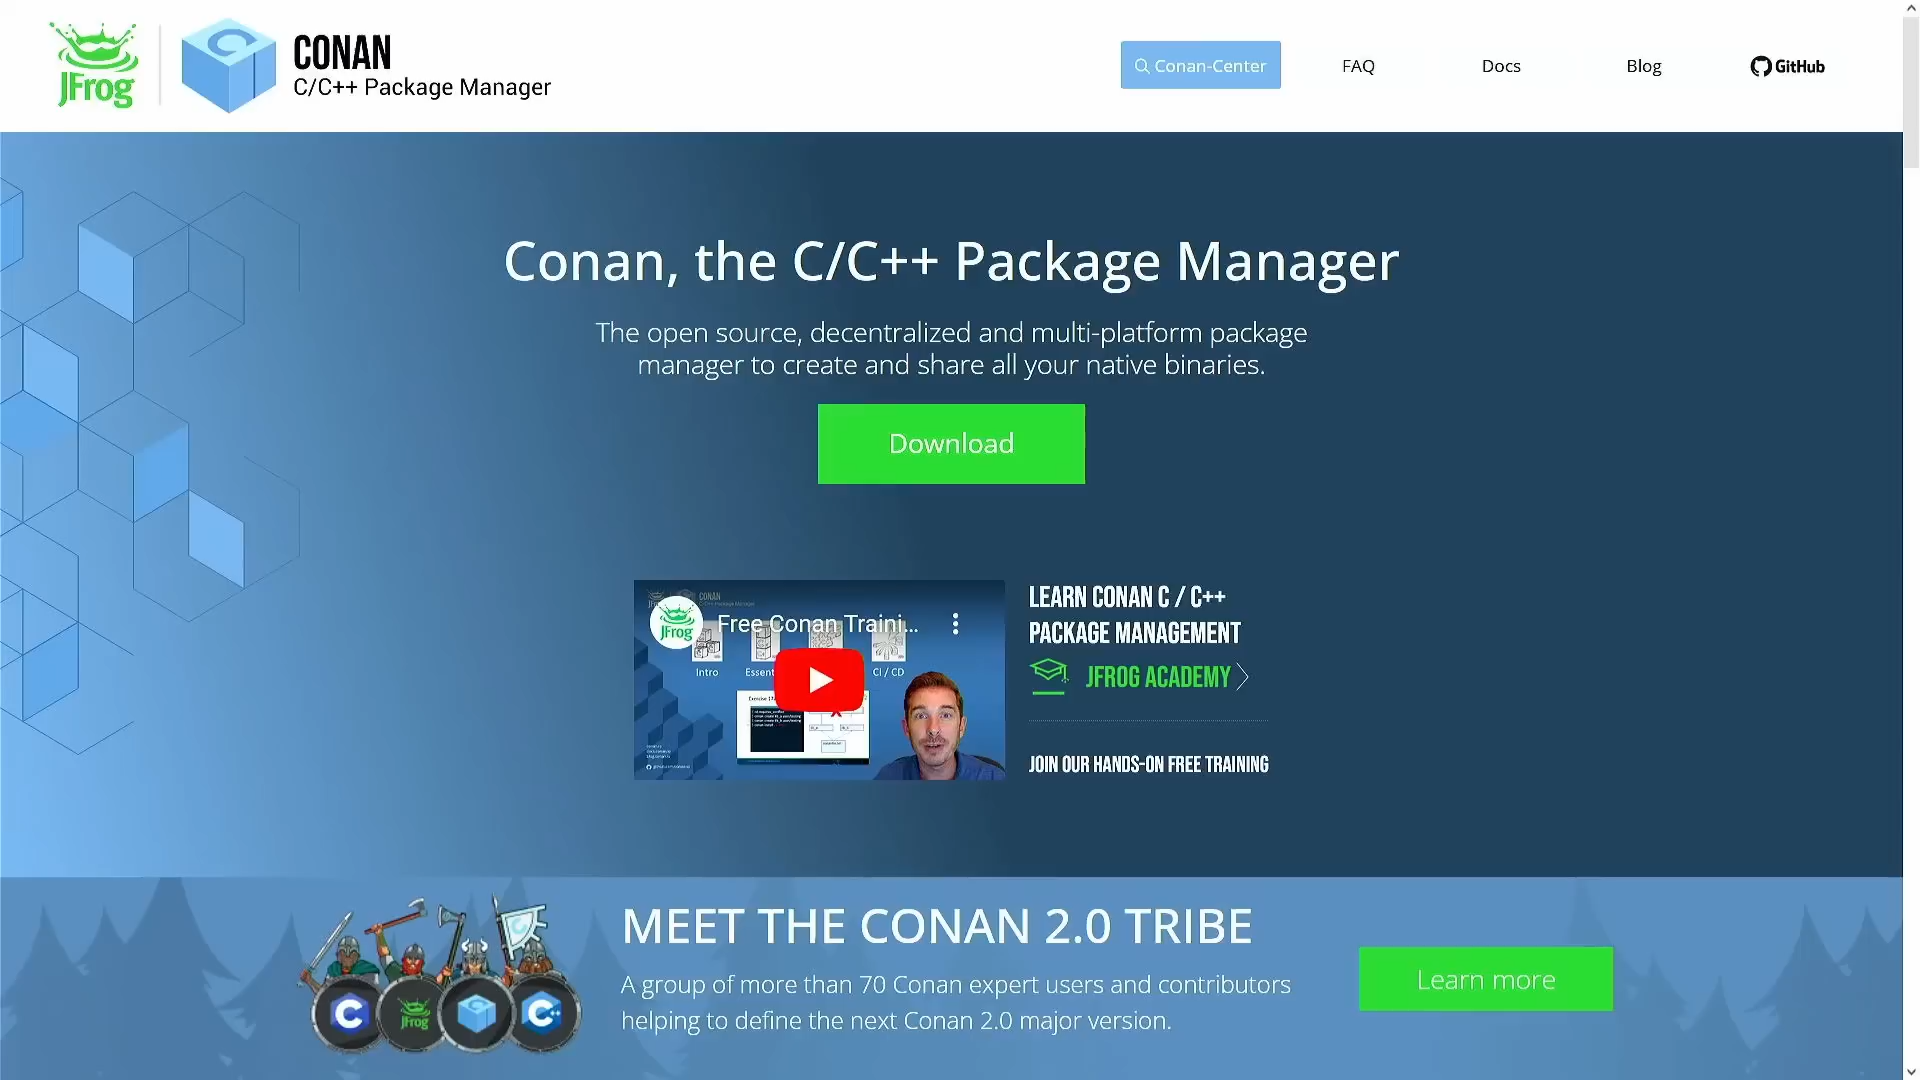 JFrog
CONAN
C/C++ Package Manager
Conan-Center
FAQ
Docs
Blog
GitHub
Conan, the C/C++ Package Manager
The open source, decentralized and multi-platform package
manager to create and share all your native binaries.
Download
CONAN
JFrog
Free Conan Traini...
Intro
Essent
CI / CD
LEARN CONAN C / C++
PACKAGE MANAGEMENT
JFROG ACADEMY
JOIN OUR HANDS-ON FREE TRAINING
MEET THE CONAN 2.0 TRIBE
A group of more than 70 Conan expert users and contributors
helping to define the next Conan 2.0 major version.
Learn more
C
JFrog
C++